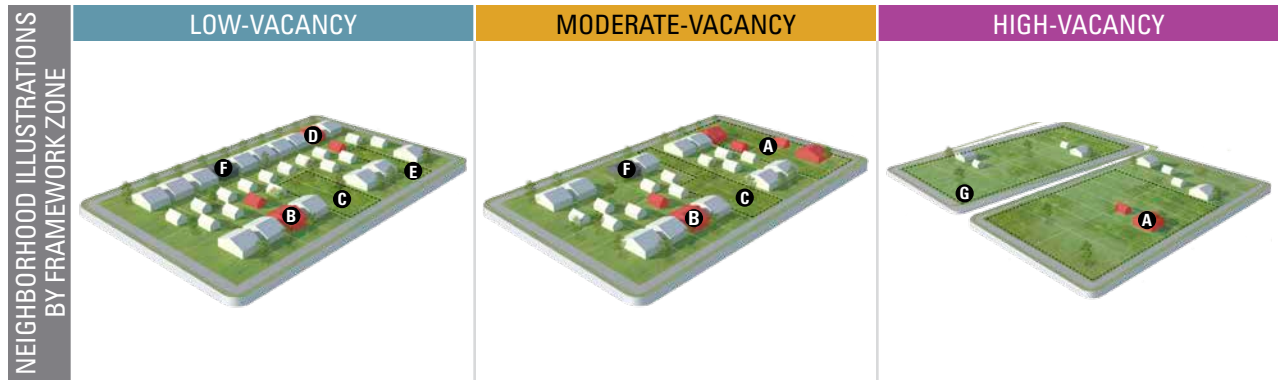 NEIGHBORHOOD ILLUSTRATIONS
BY FRAMEWORK ZONE
LOW-VACANCY
D
F
E
C
B
MODERATE-VACANCY
A
F
C
B
HIGH-VACANCY
G
A